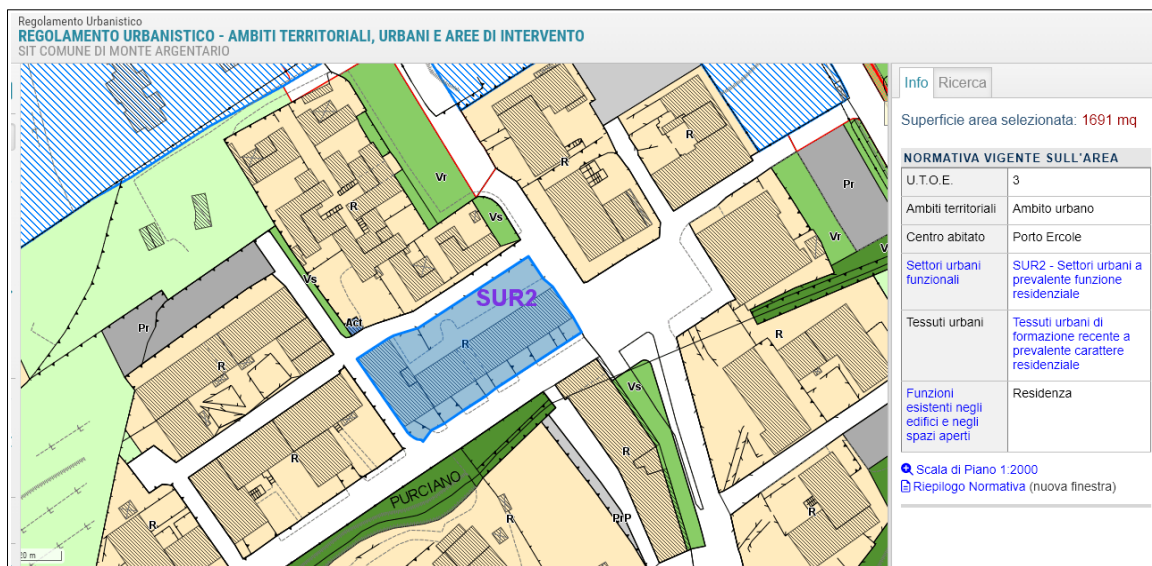 Regolamento Urbanistico
REGOLAMENTO URBANISTICO - AMBITI TERRITORIALI, URBANI E AREE DI INTERVENTO
SIT COMUNE DI MONTE ARGENTARIO
Info
Ricerca
Superficie area selezionata: 1691 mq
NORMATIVA VIGENTE SULL'AREA
U.T.O.E.
3
Ambiti territoriali
Ambito urbano
Centro abitato
Porto Ercole
Settori urbani
funzionali
SUR2 - Settori urbani a
prevalente funzione
residenziale
Tessuti urbani
Tessuti urbani di
formazione recente a
prevalente carattere
residenziale
Funzioni
esistenti negli
edifici e negli
spazi aperti
Residenza
Scala di Piano 1:2000
Riepilogo Normativa (nuova finestra)
R
R
Vr
Pr
R
Vs
Vr
Vs
SUR2
Act
Pr
R
R
R
Vs
R
R
R
PURCIANO
R
R
PrP
R